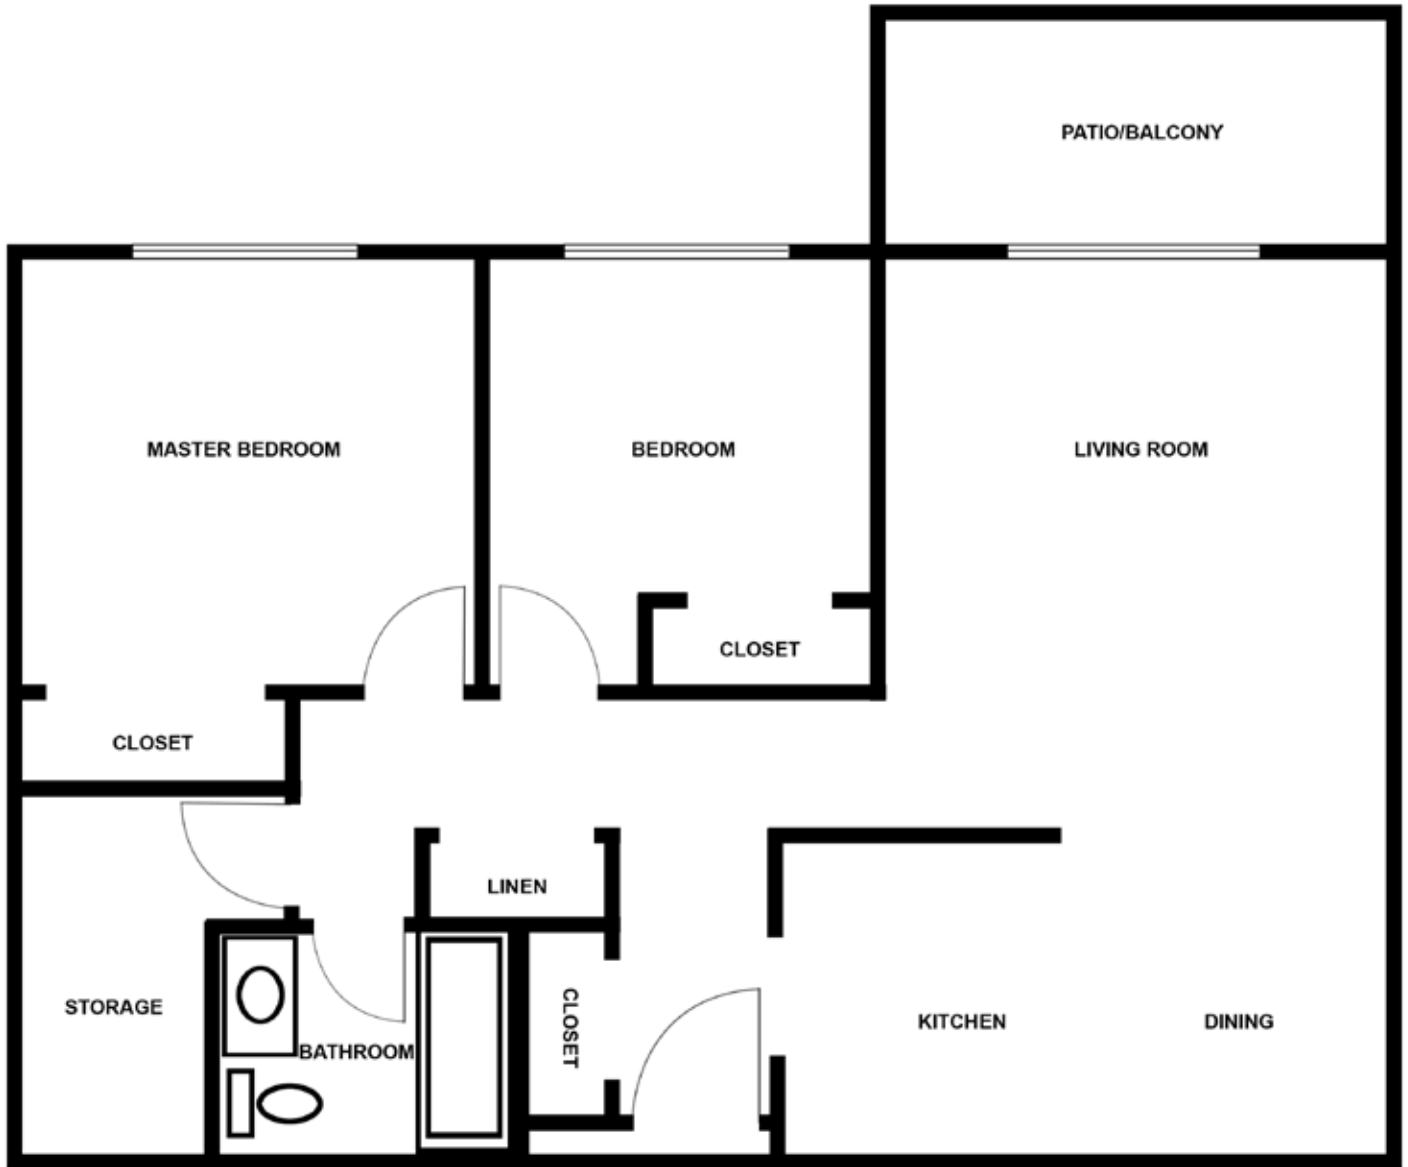 PATIO/BALCONY
MASTER BEDROOM
BEDROOM
LIVING ROOM
CLOSET
CLOSET
LINEN
STORAGE
BATHROOM
CLOSET
KITCHEN
DINING